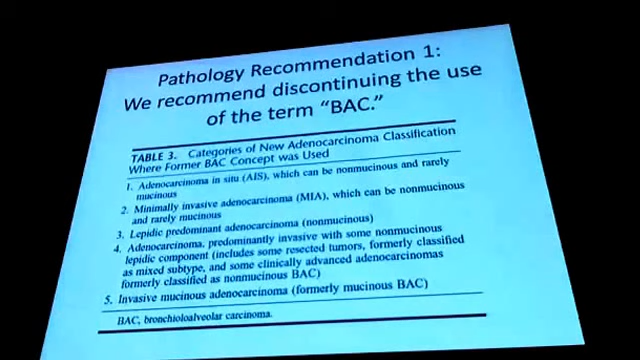 Pathology Recommendation 1:
We recommend discontinuing the use
of the term “BAC.”
TABLE 3. Categories of New Adenocarcinoma Classification
Where Former BAC Concept was Used
1. Adenocarcinoma in situ (AIS), which can be nonmucinous and rarely
mucinous
2. Minimally invasive adenocarcinoma (MIA), which can be nonmucinous
and rarely mucinous
3. Lepidic predominant adenocarcinoma (nonmucinous)
4. Adenocarcinoma, predominantly invasive with some nonmucinous
lepidic component (includes some resected tumors, formerly classified
as mixed subtype, and some clinically advanced adenocarcinomas
formerly classified as nonmucinous BAC)
5. Invasive mucinous adenocarcinoma (formerly mucinous BAC)
BAC, bronchioloalveolar carcinoma.